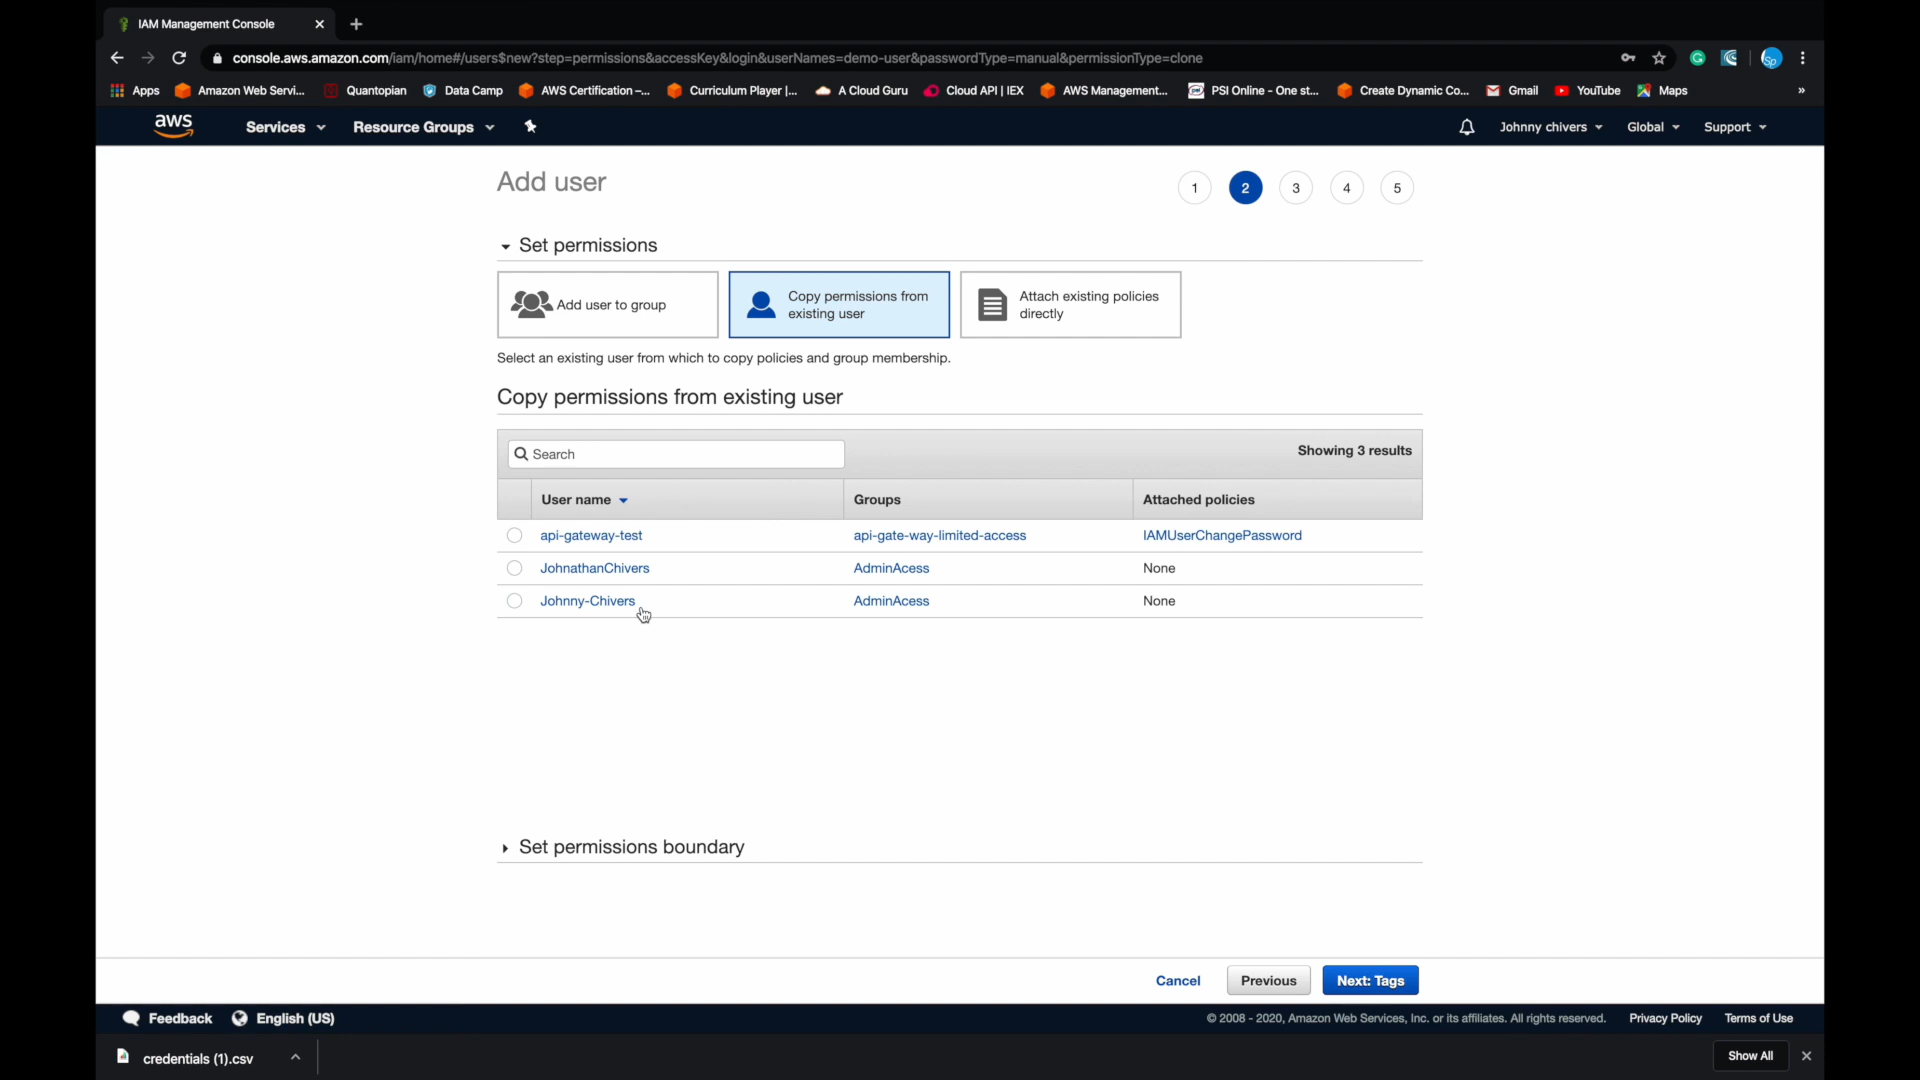 IAM Management Console
console.aws.amazon.com/iam/home#/users$new?step=permissions&accessKey&login&userNames=demo-user&passwordType=manual&permissionType=clone
Sp
Apps Amazon Web Servi... Quantopian Data Camp AWS Certification –... Curriculum Player |... A Cloud Guru Cloud API | IEX AWS Management... PSI Online - One st... Create Dynamic Co... Gmail YouTube Maps »
aws Services Resource Groups Johnny chivers Global Support
Add user 1 2 3 4 5
Set permissions
Add user to group
Copy permissions from
existing user
Attach existing policies
directly
Select an existing user from which to copy policies and group membership.
Copy permissions from existing user
Search Showing 3 results
User name Groups Attached policies
api-gateway-test api-gate-way-limited-access IAMUserChangePassword
JohnathanChivers AdminAcess None
Johnny-Chivers AdminAcess None
Set permissions boundary
Cancel Previous Next: Tags
Feedback English (US) © 2008 - 2020, Amazon Web Services, Inc. or its affiliates. All rights reserved. Privacy Policy Terms of Use
credentials (1).csv Show All